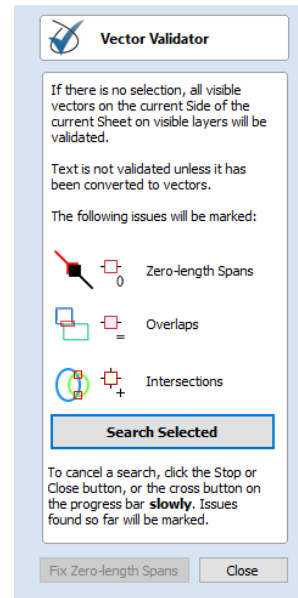 Vector Validator
If there is no selection, all visible
vectors on the current Side of the
current Sheet on visible layers will be
validated.
Text is not validated unless it has
been converted to vectors.
The following issues will be marked:
0
Zero-length Spans
=
Overlaps
+
Intersections
Search Selected
To cancel a search, click the Stop or
Close button, or the cross button on
the progress bar slowly. Issues
found so far will be marked.
Fix Zero-length Spans
Close